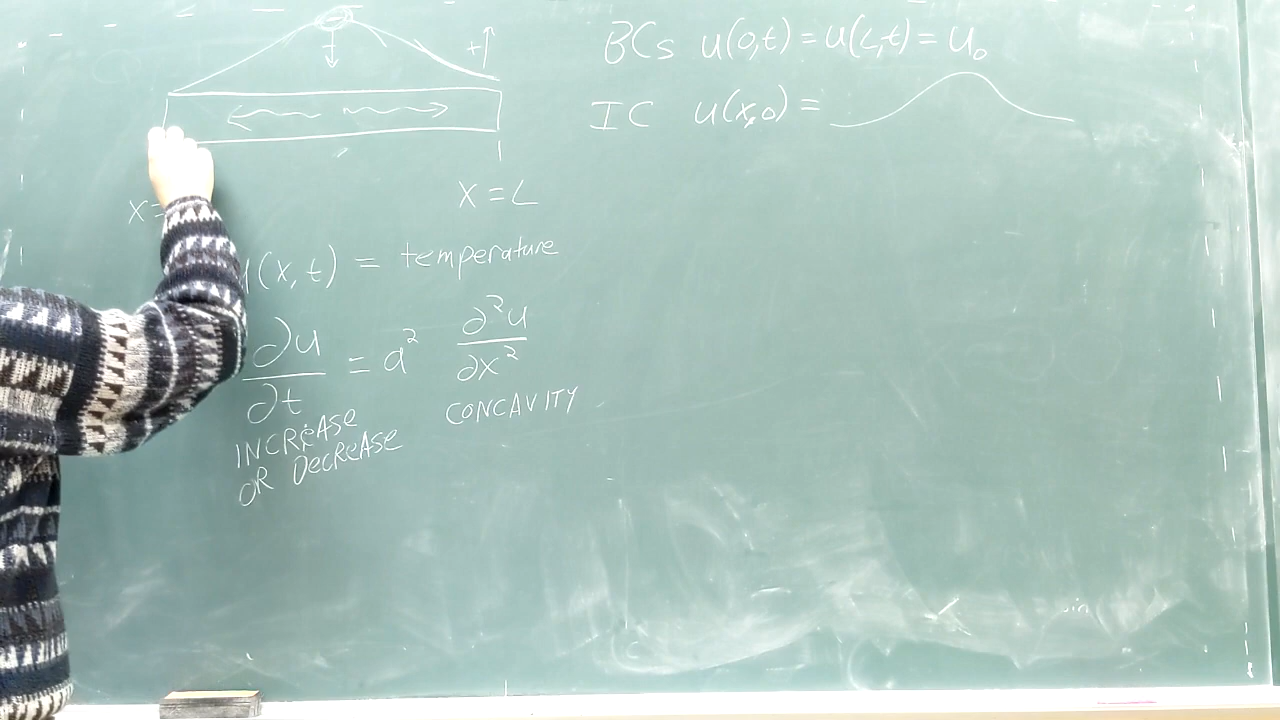 BCs u(0,t) = u(L,t) = u₀
IC u(x,0) =
+
x=
x = L
(x,t) = temperature
∂u/∂t = a² ∂²u/∂x²
INCREASE
OR DECREASE
CONCAVITY